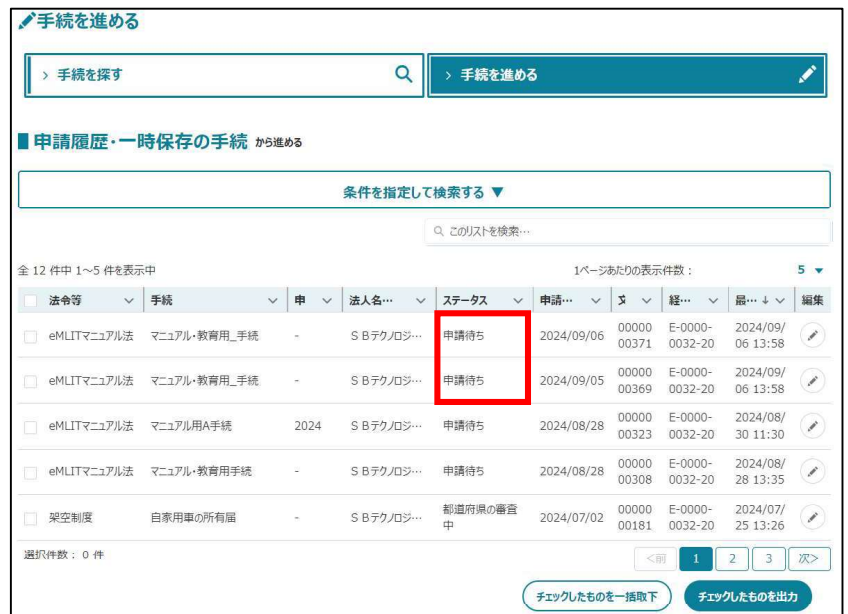 手続を進める
> 手続を探す
> 手続を進める
申請履歴・一時保存の手続 から進める
条件を指定して検索する ▼
このリストを検索…
全 12 件中 1～5 件を表示中 1ページあたりの表示件数： 5 ▼
法令等 手続 申 法人名… ステータス 申請… 文 経… 最… ↓ 編集
eMLITマニュアル法 マニュアル・教育用_手続 - ＳＢテクノロジ… 申請待ち 2024/09/06 00000 E-0000- 2024/09/
00371 0032-20 06 13:58
eMLITマニュアル法 マニュアル・教育用_手続 - ＳＢテクノロジ… 申請待ち 2024/09/05 00000 E-0000- 2024/09/
00369 0032-20 06 13:58
eMLITマニュアル法 マニュアル用A手続 2024 ＳＢテクノロジ… 申請待ち 2024/08/28 00000 E-0000- 2024/08/
00323 0032-20 30 11:30
eMLITマニュアル法 マニュアル・教育用手続 - ＳＢテクノロジ… 申請待ち 2024/08/28 00000 E-0000- 2024/08/
00308 0032-20 28 13:35
架空制度 自家用車の所有届 - ＳＢテクノロジ… 都道府県の審査 2024/07/02 00000 E-0000- 2024/07/
中 00181 0032-20 25 13:26
選択件数： 0 件
<前 1 2 3 次>
チェックしたものを一括取下 チェックしたものを出力